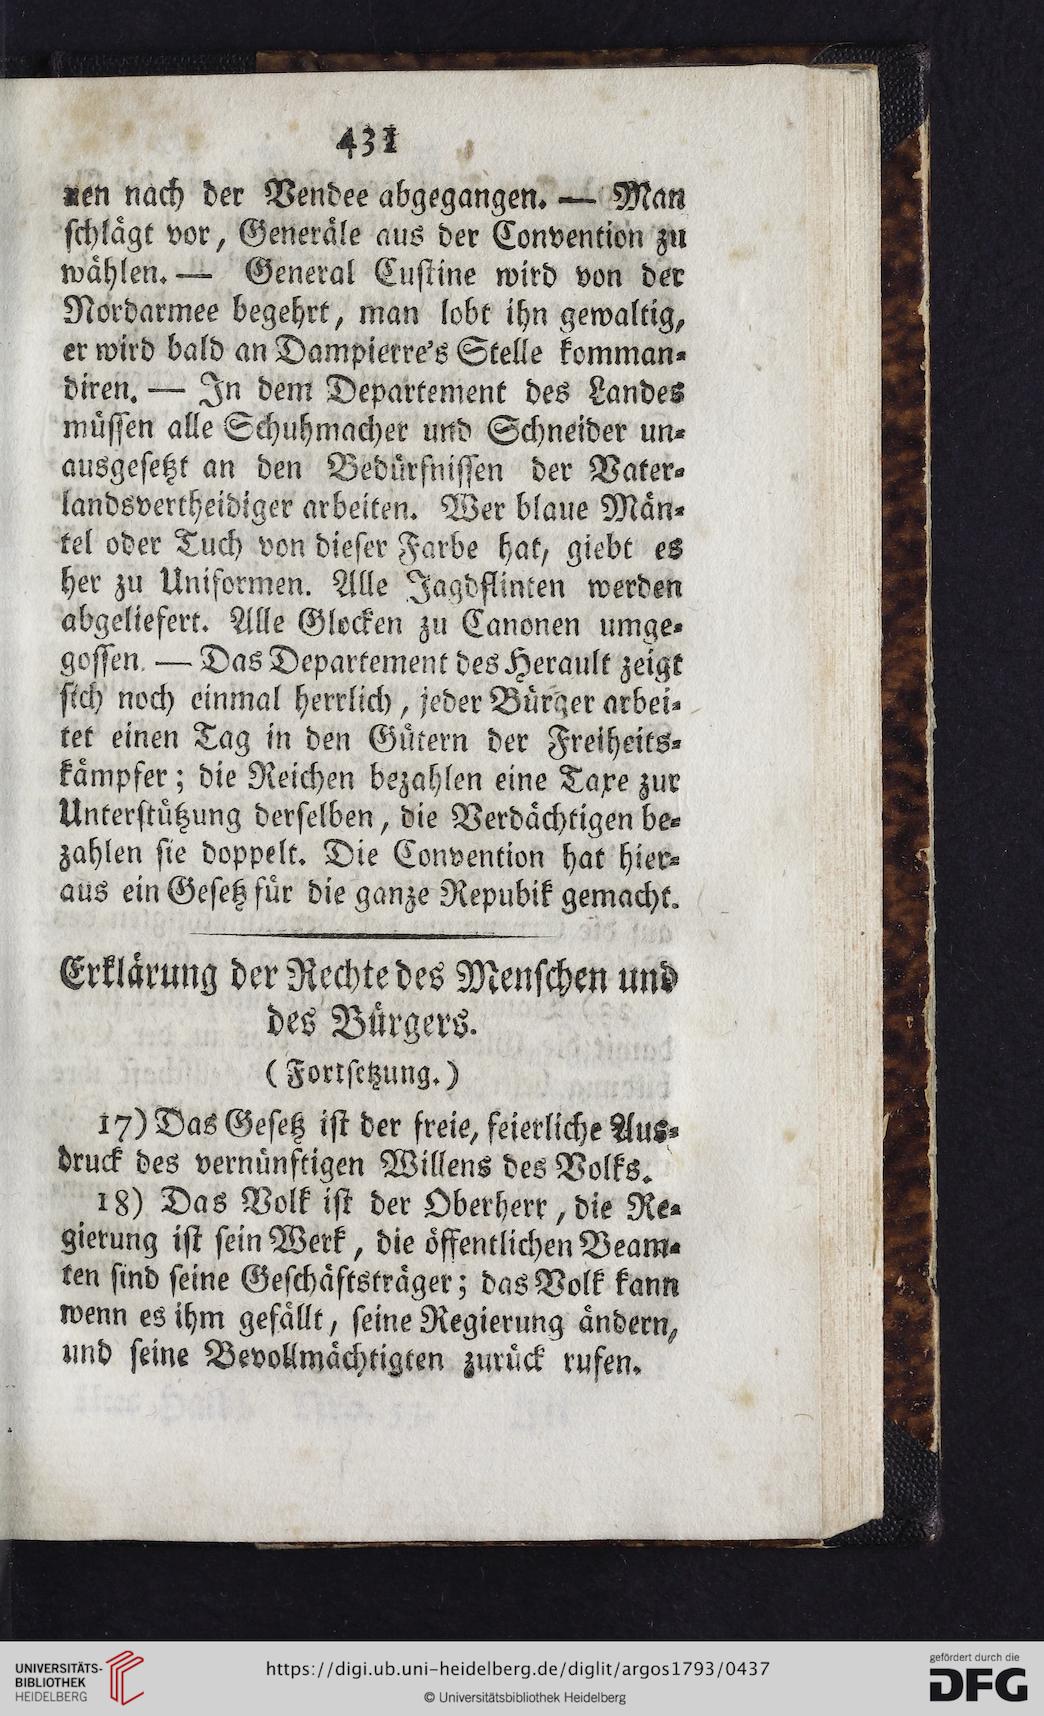 431
nen nach der Vendee abgegangen. — Man
schlägt vor, Generäle aus der Convention zu
wählen. — General Custine wird von der
Nordarmee begehrt, man lobt ihn gewaltig,
er wird bald an Dampierre's Stelle komman-
diren. — In dem Departement des Landes
müssen alle Schuhmacher und Schneider un-
ausgesetzt an den Bedürfnissen der Vater-
landsvertheidiger arbeiten. Wer blaue Män-
tel oder Tuch von dieser Farbe hat, giebt es
her zu Uniformen. Alle Jagdflinten werden
abgeliefert. Alle Glocken zu Canonen umge-
gossen. — Das Departement des Herault zeigt
sich noch einmal herrlich, jeder Bürger arbei-
tet einen Tag in den Gütern der Freiheits-
kämpfer; die Reichen bezahlen eine Taxe zur
Unterstützung derselben, die Verdächtigen be-
zahlen sie doppelt. Die Convention hat hier-
aus ein Gesetz für die ganze Repubik gemacht.
Erklärung der Rechte des Menschen und
des Bürgers.
(Fortsetzung.)
17) Das Gesetz ist der freie, feierliche Aus-
druck des vernünftigen Willens des Volks.
18) Das Volk ist der Oberherr, die Re-
gierung ist sein Werk, die öffentlichen Beam-
ten sind seine Geschäftsträger; das Volk kann
wenn es ihm gefällt, seine Regierung ändern,
und seine Bevollmächtigten zurück rufen.
UNIVERSITÄTS-
BIBLIOTHEK
HEIDELBERG
https://digi.ub.uni-heidelberg.de/diglit/argos1793/0437
© Universitätsbibliothek Heidelberg
gefördert durch die
DFG